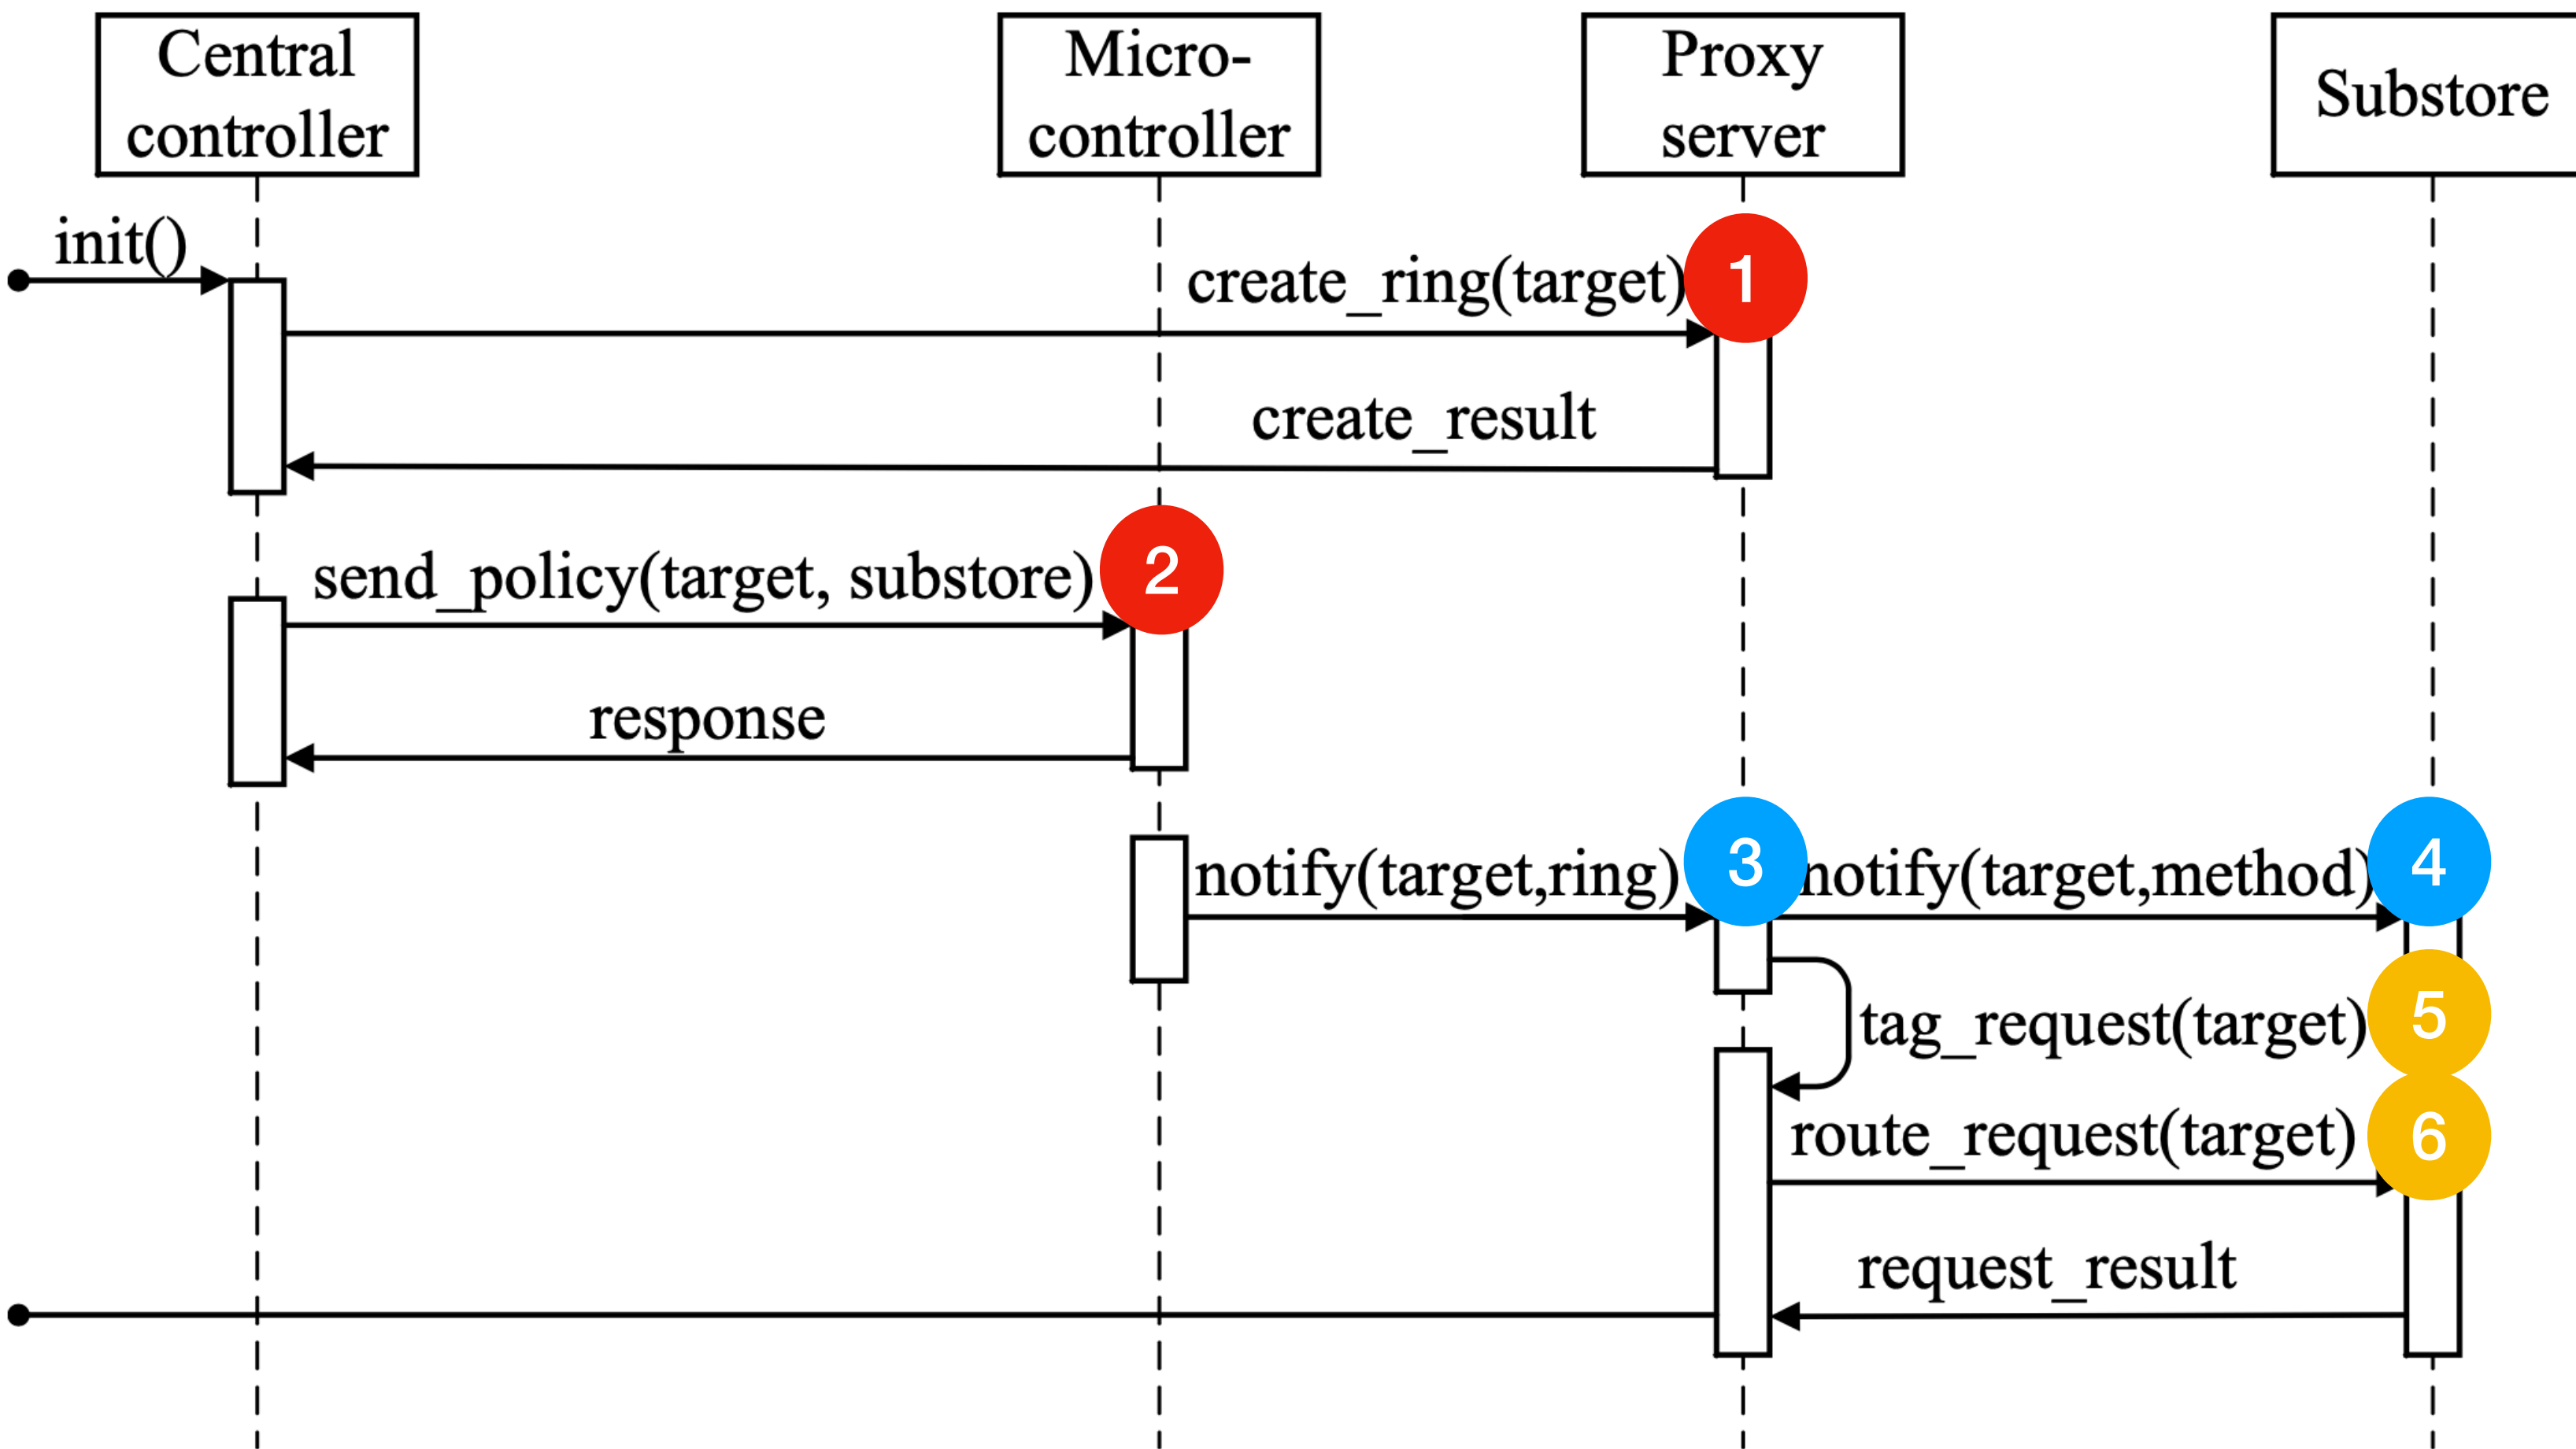 Central
controller
Micro-
controller
Proxy
server
Substore
init()
create_ring(target)
1
create_result
send_policy(target, substore)
2
response
notify(target,ring)
3
notify(target,method)
4
tag_request(target)
5
route_request(target)
6
request_result